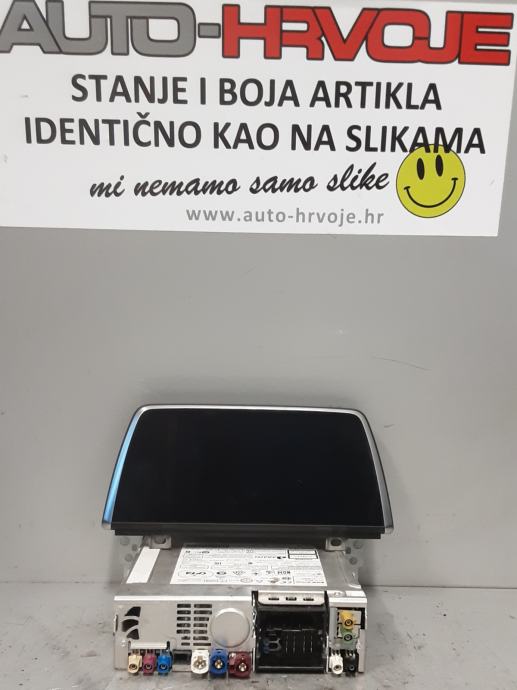 AUTO-HRVOJE
STANJE I BOJA ARTIKLA
IDENTIČNO KAO NA SLIKAMA
mi nemamo samo slike
www.auto-hrvoje.hr